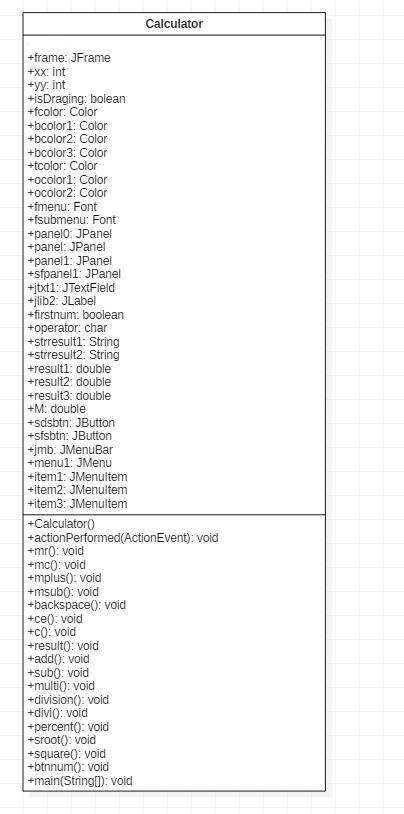 Calculator
+frame: JFrame
+xx: int
+yy: int
+isDraging: bolean
+fcolor: Color
+bcolor1: Color
+bcolor2: Color
+bcolor3: Color
+tcolor: Color
+ocolor1: Color
+ocolor2: Color
+fmenu: Font
+fsubmenu: Font
+panel0: JPanel
+panel: JPanel
+panel1: JPanel
+sfpanel1: JPanel
+jtxt1: JTextField
+jlib2: JLabel
+firstnum: boolean
+operator: char
+strresult1: String
+strresult2: String
+result1: double
+result2: double
+result3: double
+M: double
+sdsbtn: JButton
+sfsbtn: JButton
+jmb: JMenuBar
+menu1: JMenu
+item1: JMenuItem
+item2: JMenuItem
+item3: JMenuItem
+Calculator()
+actionPerformed(ActionEvent): void
+mr(): void
+mc(): void
+mplus(): void
+msub(): void
+backspace(): void
+ce(): void
+c(): void
+result(): void
+add(): void
+sub(): void
+multi(): void
+division(): void
+divi(): void
+percent(): void
+sroot(): void
+square(): void
+btnnum(): void
+main(String[]): void